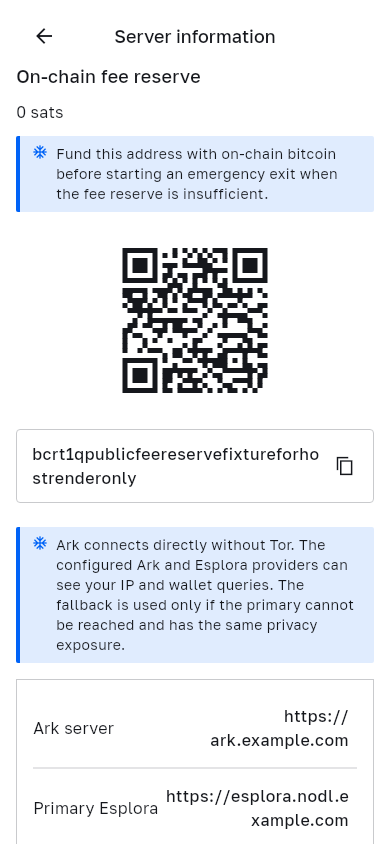 Server information
On-chain fee reserve
0 sats
Fund this address with on-chain bitcoin
before starting an emergency exit when
the fee reserve is insufficient.
bcrt1qpublicfeereservefixtureforho
strenderonly
Ark connects directly without Tor. The
configured Ark and Esplora providers can
see your IP and wallet queries. The
fallback is used only if the primary cannot
be reached and has the same privacy
exposure.
Ark server
https://
ark.example.com
Primary Esplora
https://esplora.nodl.e
xample.com